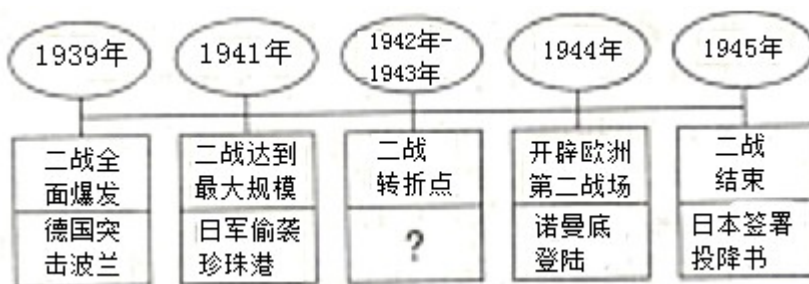 1939年
1941年
1942年-
1943年
1944年
1945年
二战全
面爆发
德国突
击波兰
二战达到
最大规模
日军偷袭
珍珠港
二战
转折点
?
开辟欧洲
第二战场
诺曼底
登陆
二战
结束
日本签署
投降书